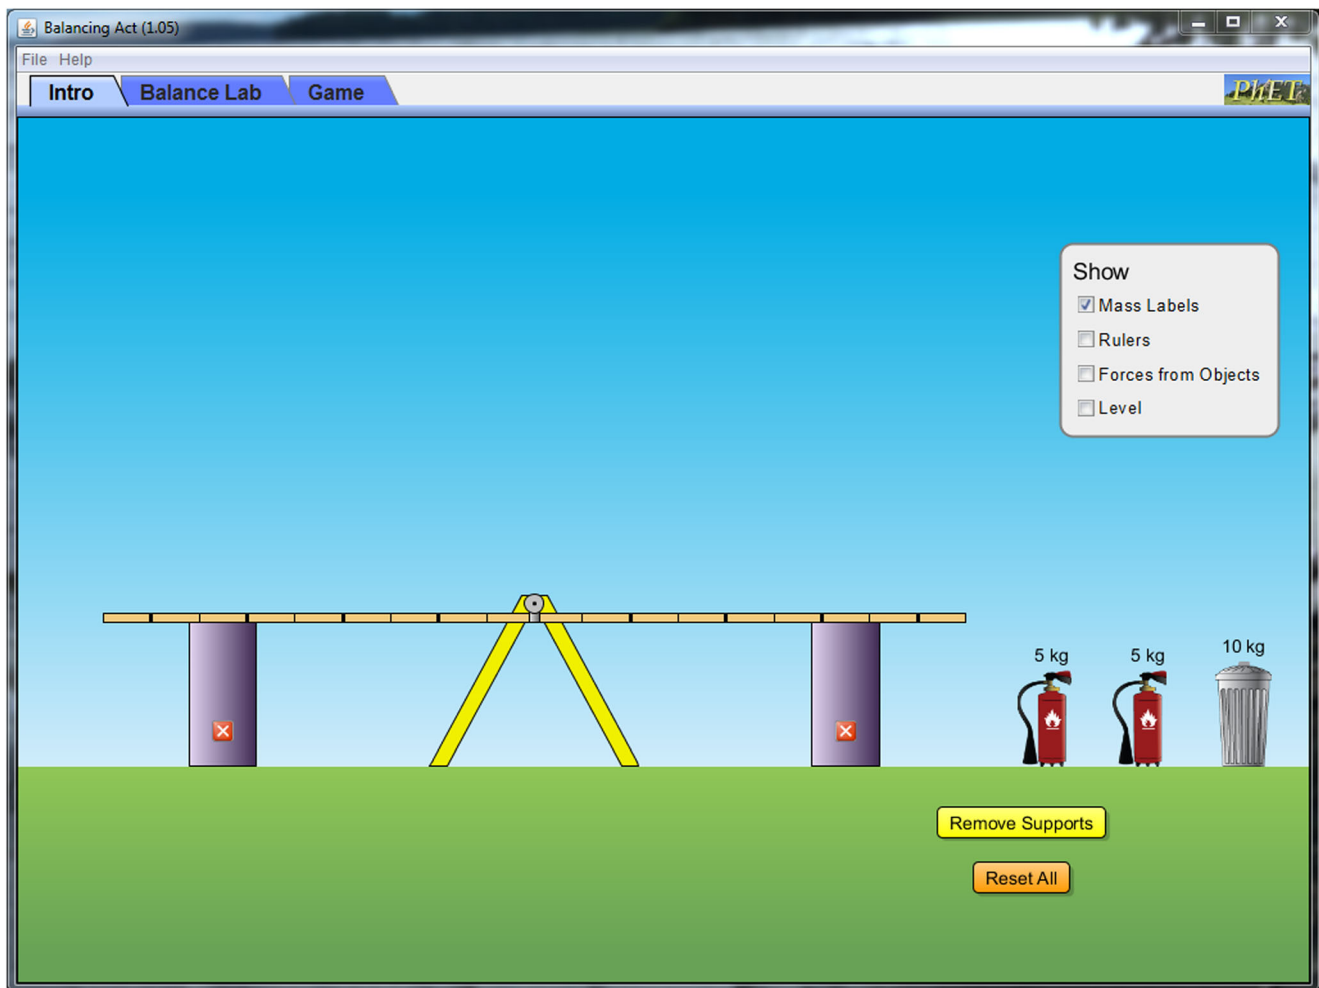 Balancing Act (1.05)
File Help
Intro Balance Lab Game
PhET
Show
Mass Labels
Rulers
Forces from Objects
Level
5 kg 5 kg 10 kg
Remove Supports
Reset All